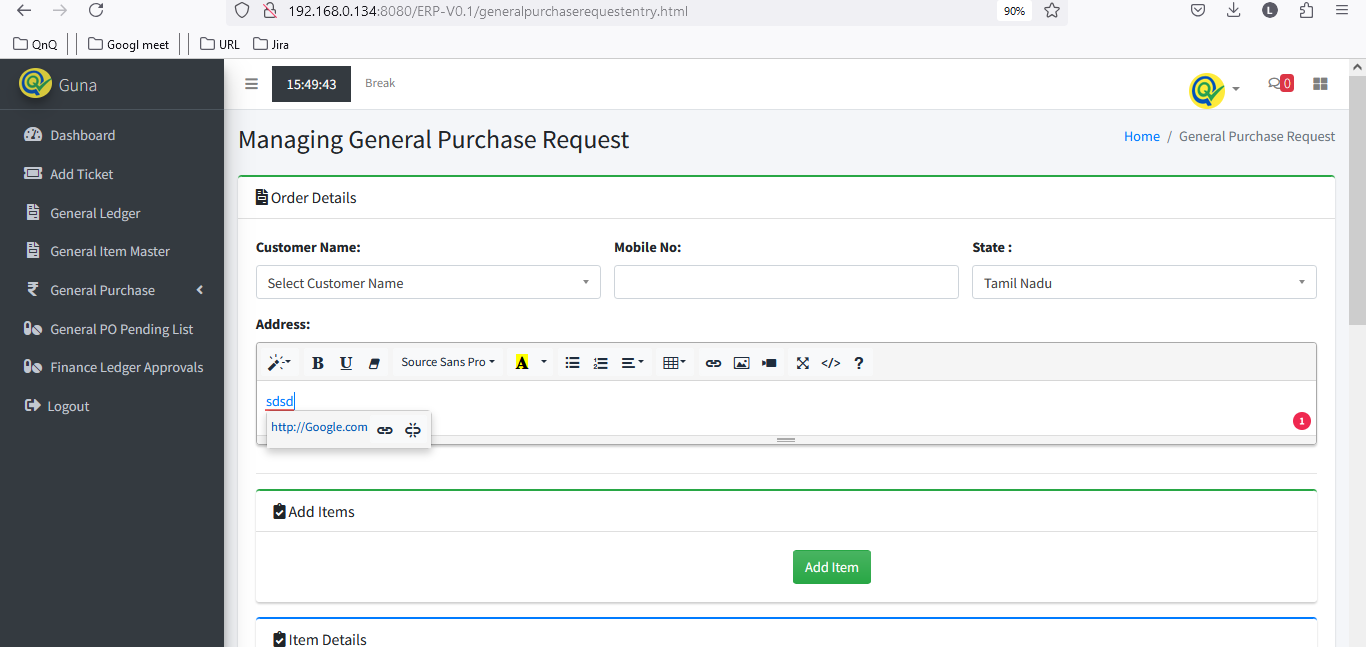 192.168.0.134:8080/ERP-V0.1/generalpurchaserequestentry.html
90%
L
QnQ
Googl meet
URL
Jira
Guna
15:49:43
Break
0
Dashboard
Add Ticket
General Ledger
General Item Master
General Purchase
General PO Pending List
Finance Ledger Approvals
Logout
Managing General Purchase Request
Home / General Purchase Request
Order Details
Customer Name:
Mobile No:
State :
Select Customer Name
Tamil Nadu
Address:
B U Source Sans Pro A </> ?
sdsd
http://Google.com
1
Add Items
Add Item
Item Details